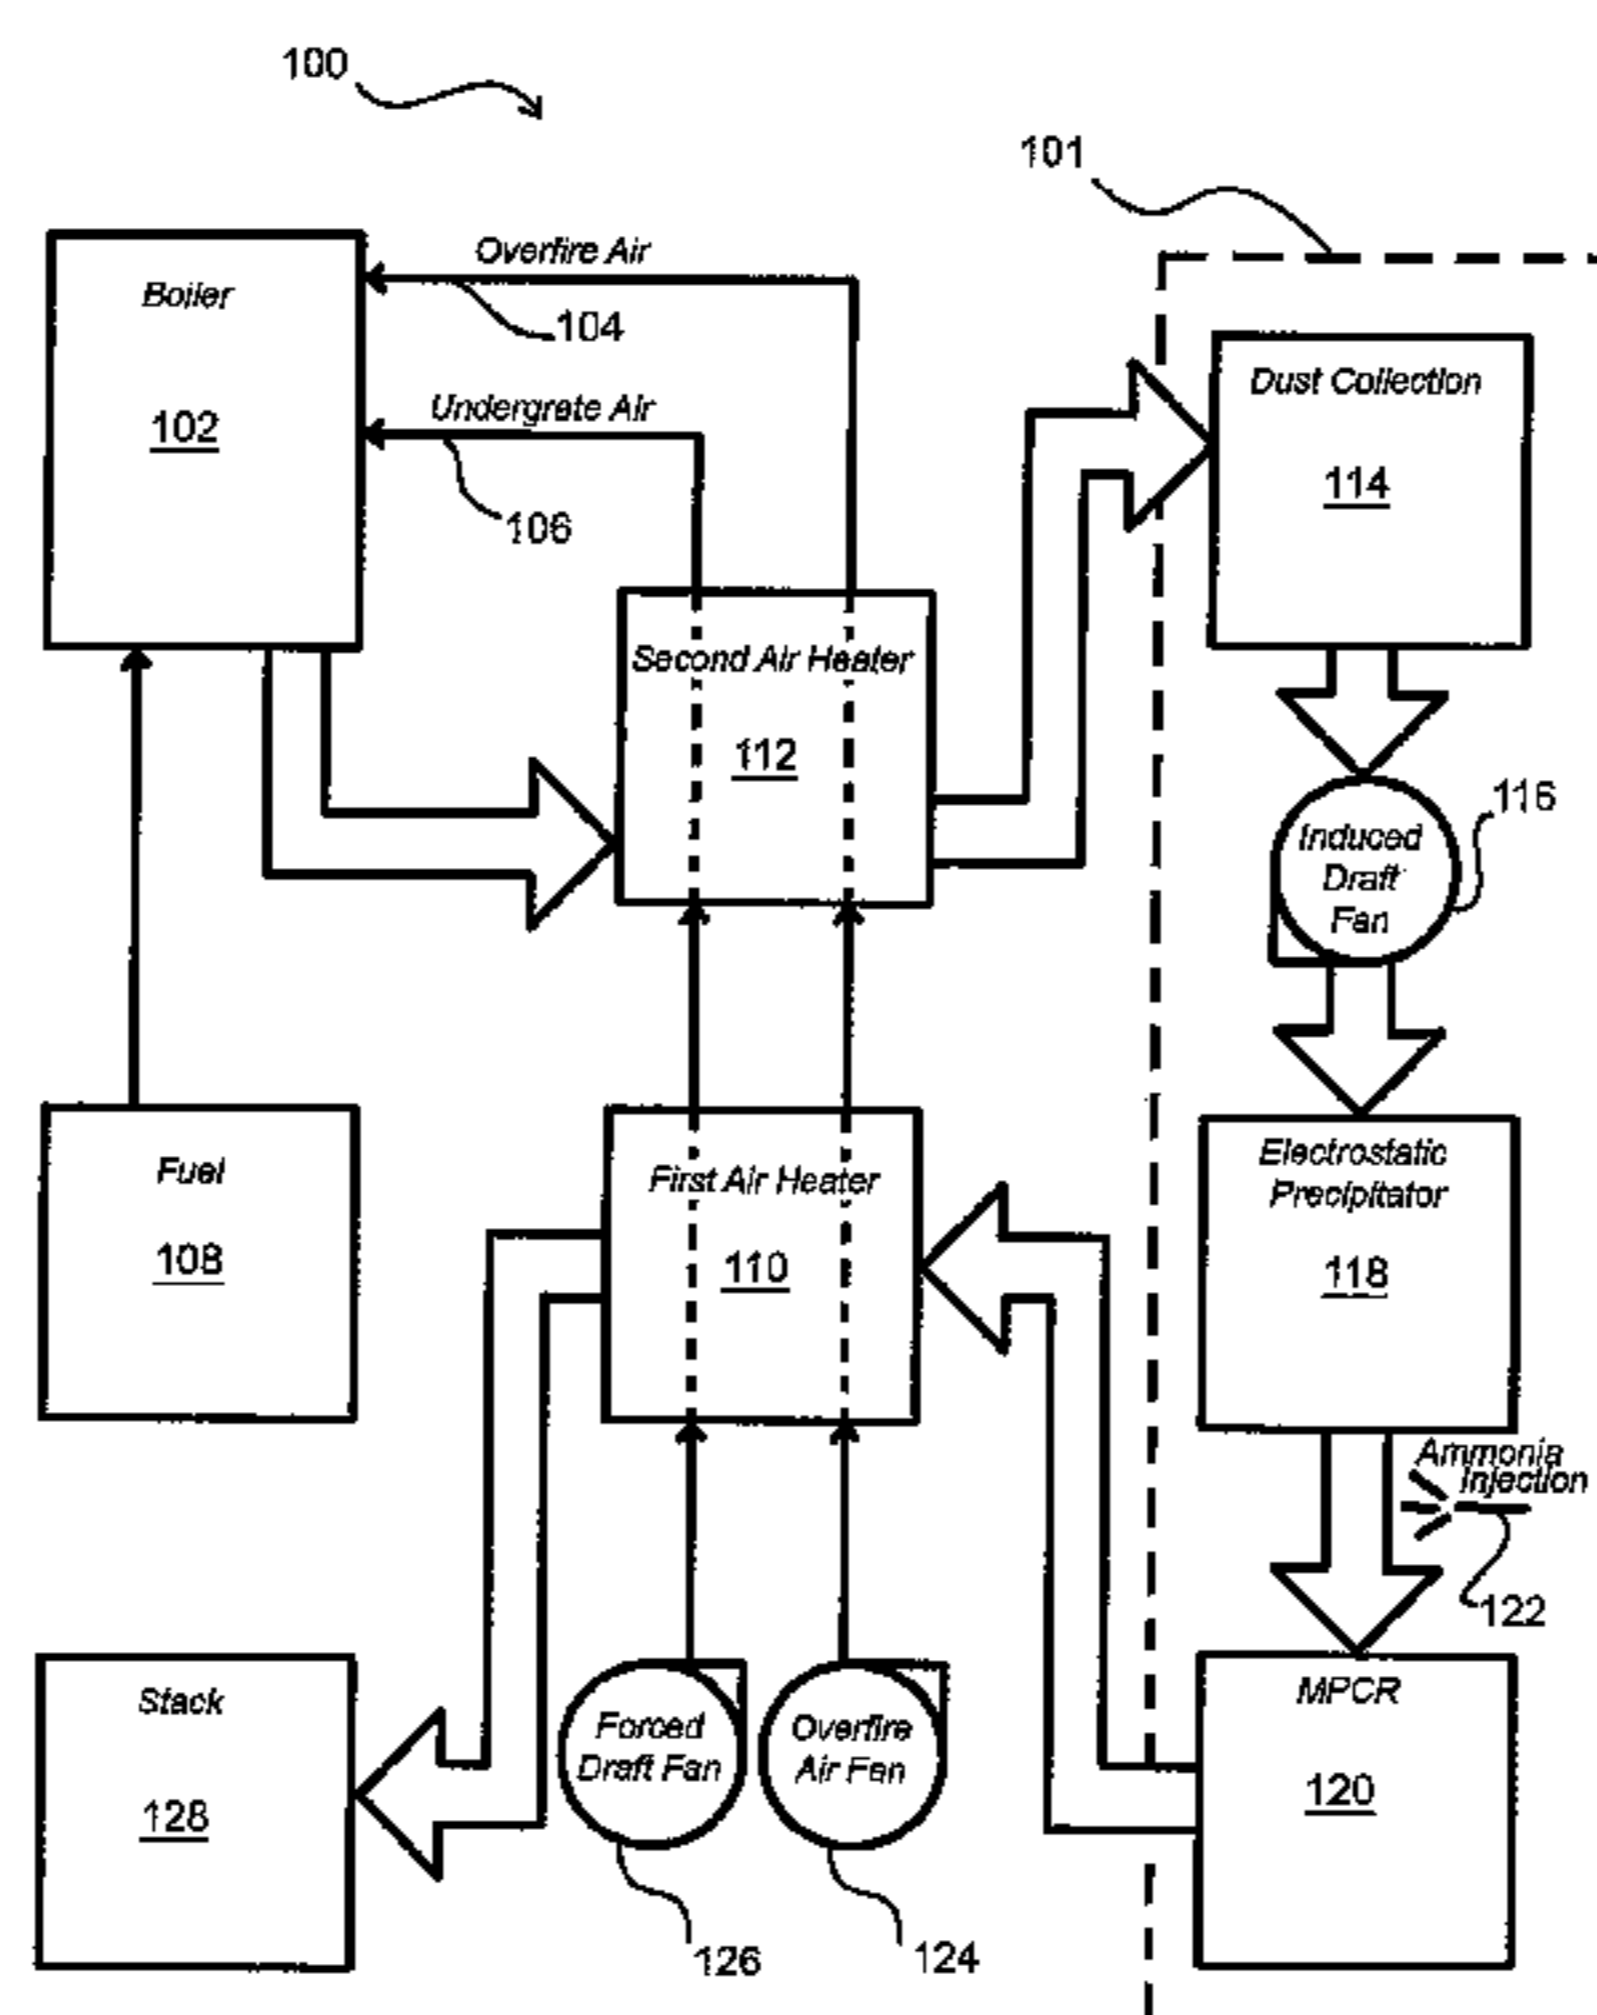 100
101
Overfire Air
Boiler
104
Dust Collection
Undergrate Air
102
114
106
Second Air Heater
112
116
Induced
Draft
Fan
Electrostatic
Precipitator
Fuel
First Air Heater
108
110
118
Ammonia
Injection
122
MPCR
Stack
Forced
Draft Fan
Overfire
Air Fan
120
128
126
124